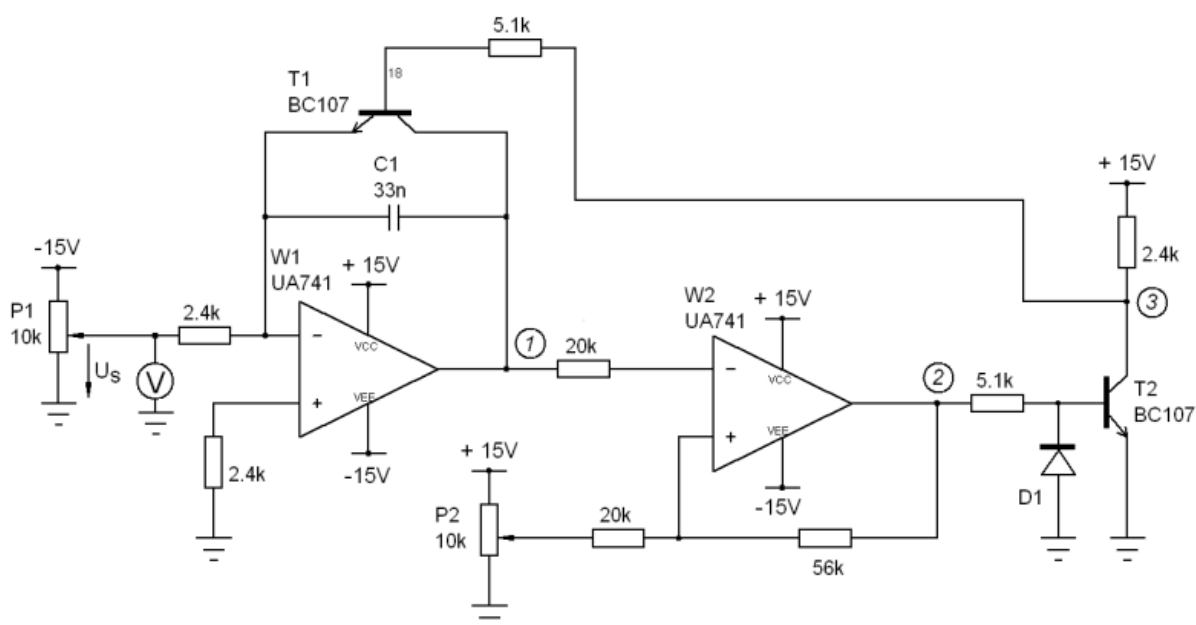 5.1k
18
T1
BC107
C1
33n
+ 15V
2.4k
3
-15V
P1
10k
U_S
V
2.4k
W1
UA741
+ 15V
VCC
VEE
-
+
-15V
2.4k
1
20k
W2
UA741
+ 15V
VCC
VEE
-
+
-15V
2
5.1k
T2
BC107
D1
+ 15V
P2
10k
20k
56k